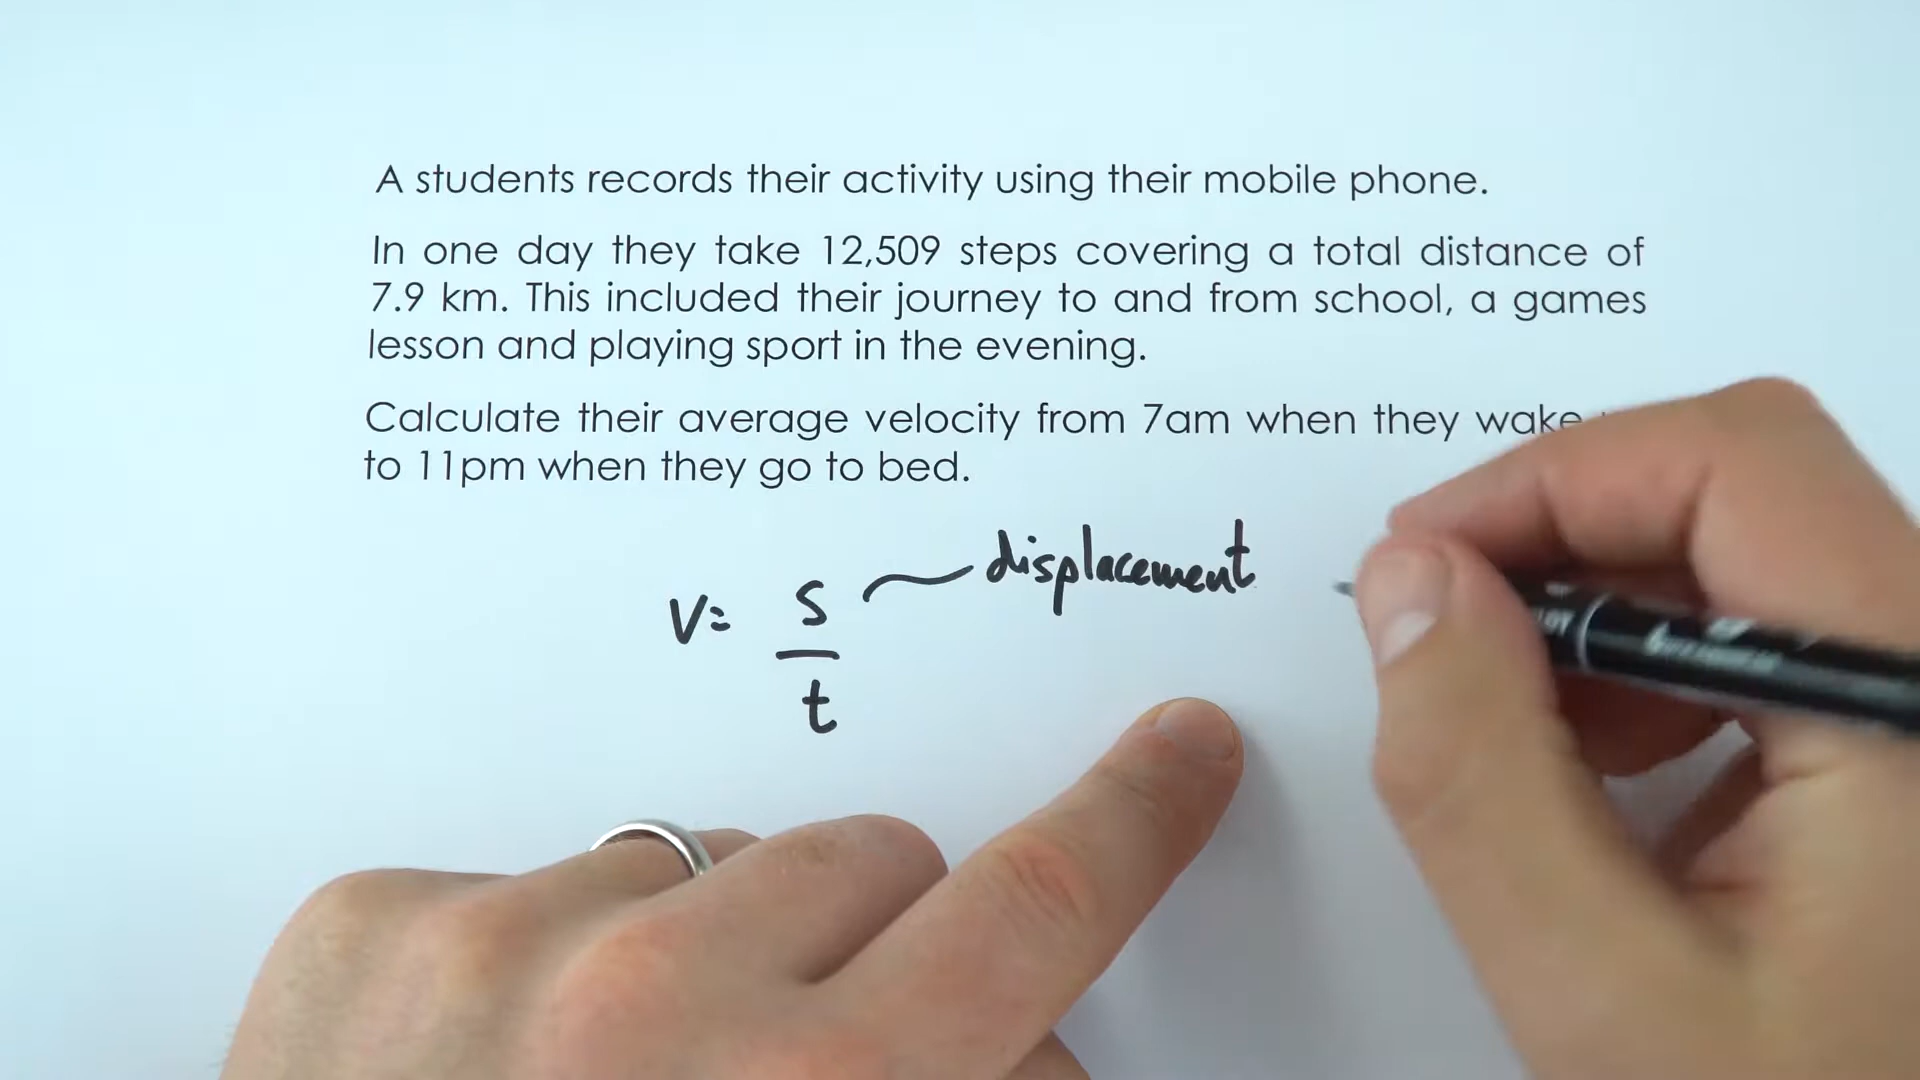 A students records their activity using their mobile phone.
In one day they take 12,509 steps covering a total distance of
7.9 km. This included their journey to and from school, a games
lesson and playing sport in the evening.
Calculate their average velocity from 7am when they wake
to 11pm when they go to bed.
displacement
v= s
t